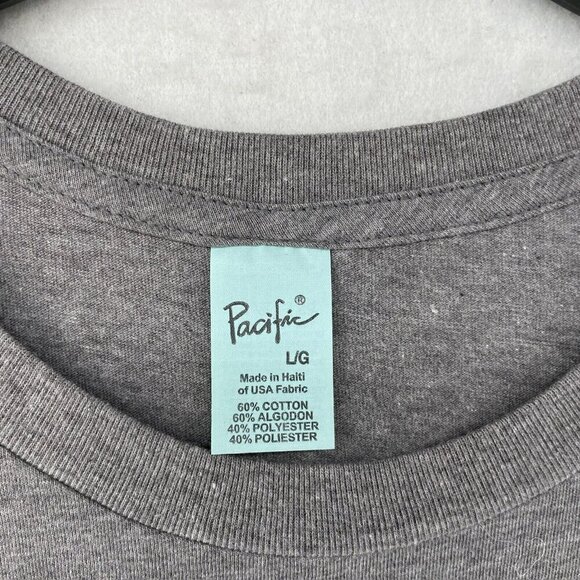 Pacific®
L/G
Made in Haiti
of USA Fabric
60% COTTON
60% ALGODON
40% POLYESTER
40% POLIESTER